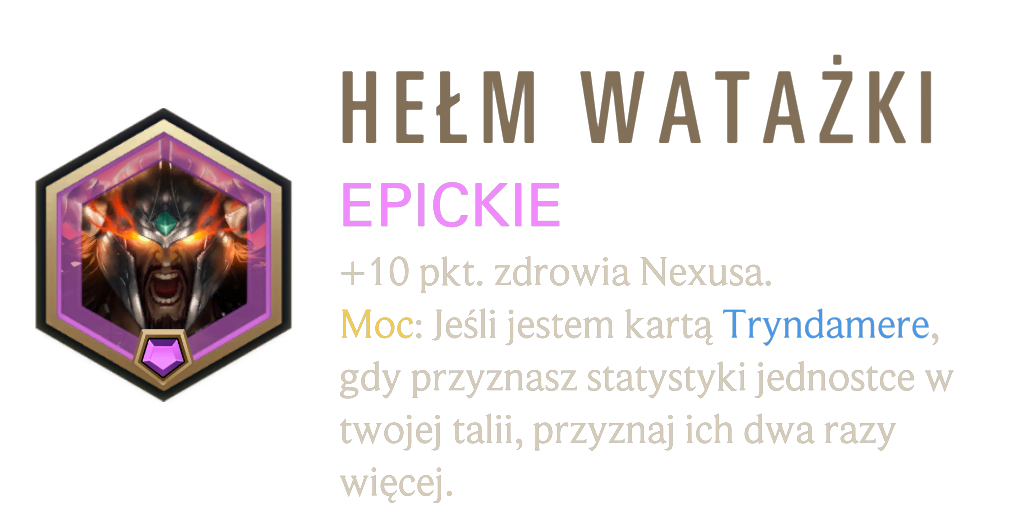 HEŁM WATAŻKI
EPICKIE
+10 pkt. zdrowia Nexusa.
Moc: Jeśli jestem kartą Tryndamere,
gdy przyznasz statystyki jednostce w
twojej talii, przyznaj ich dwa razy
więcej.